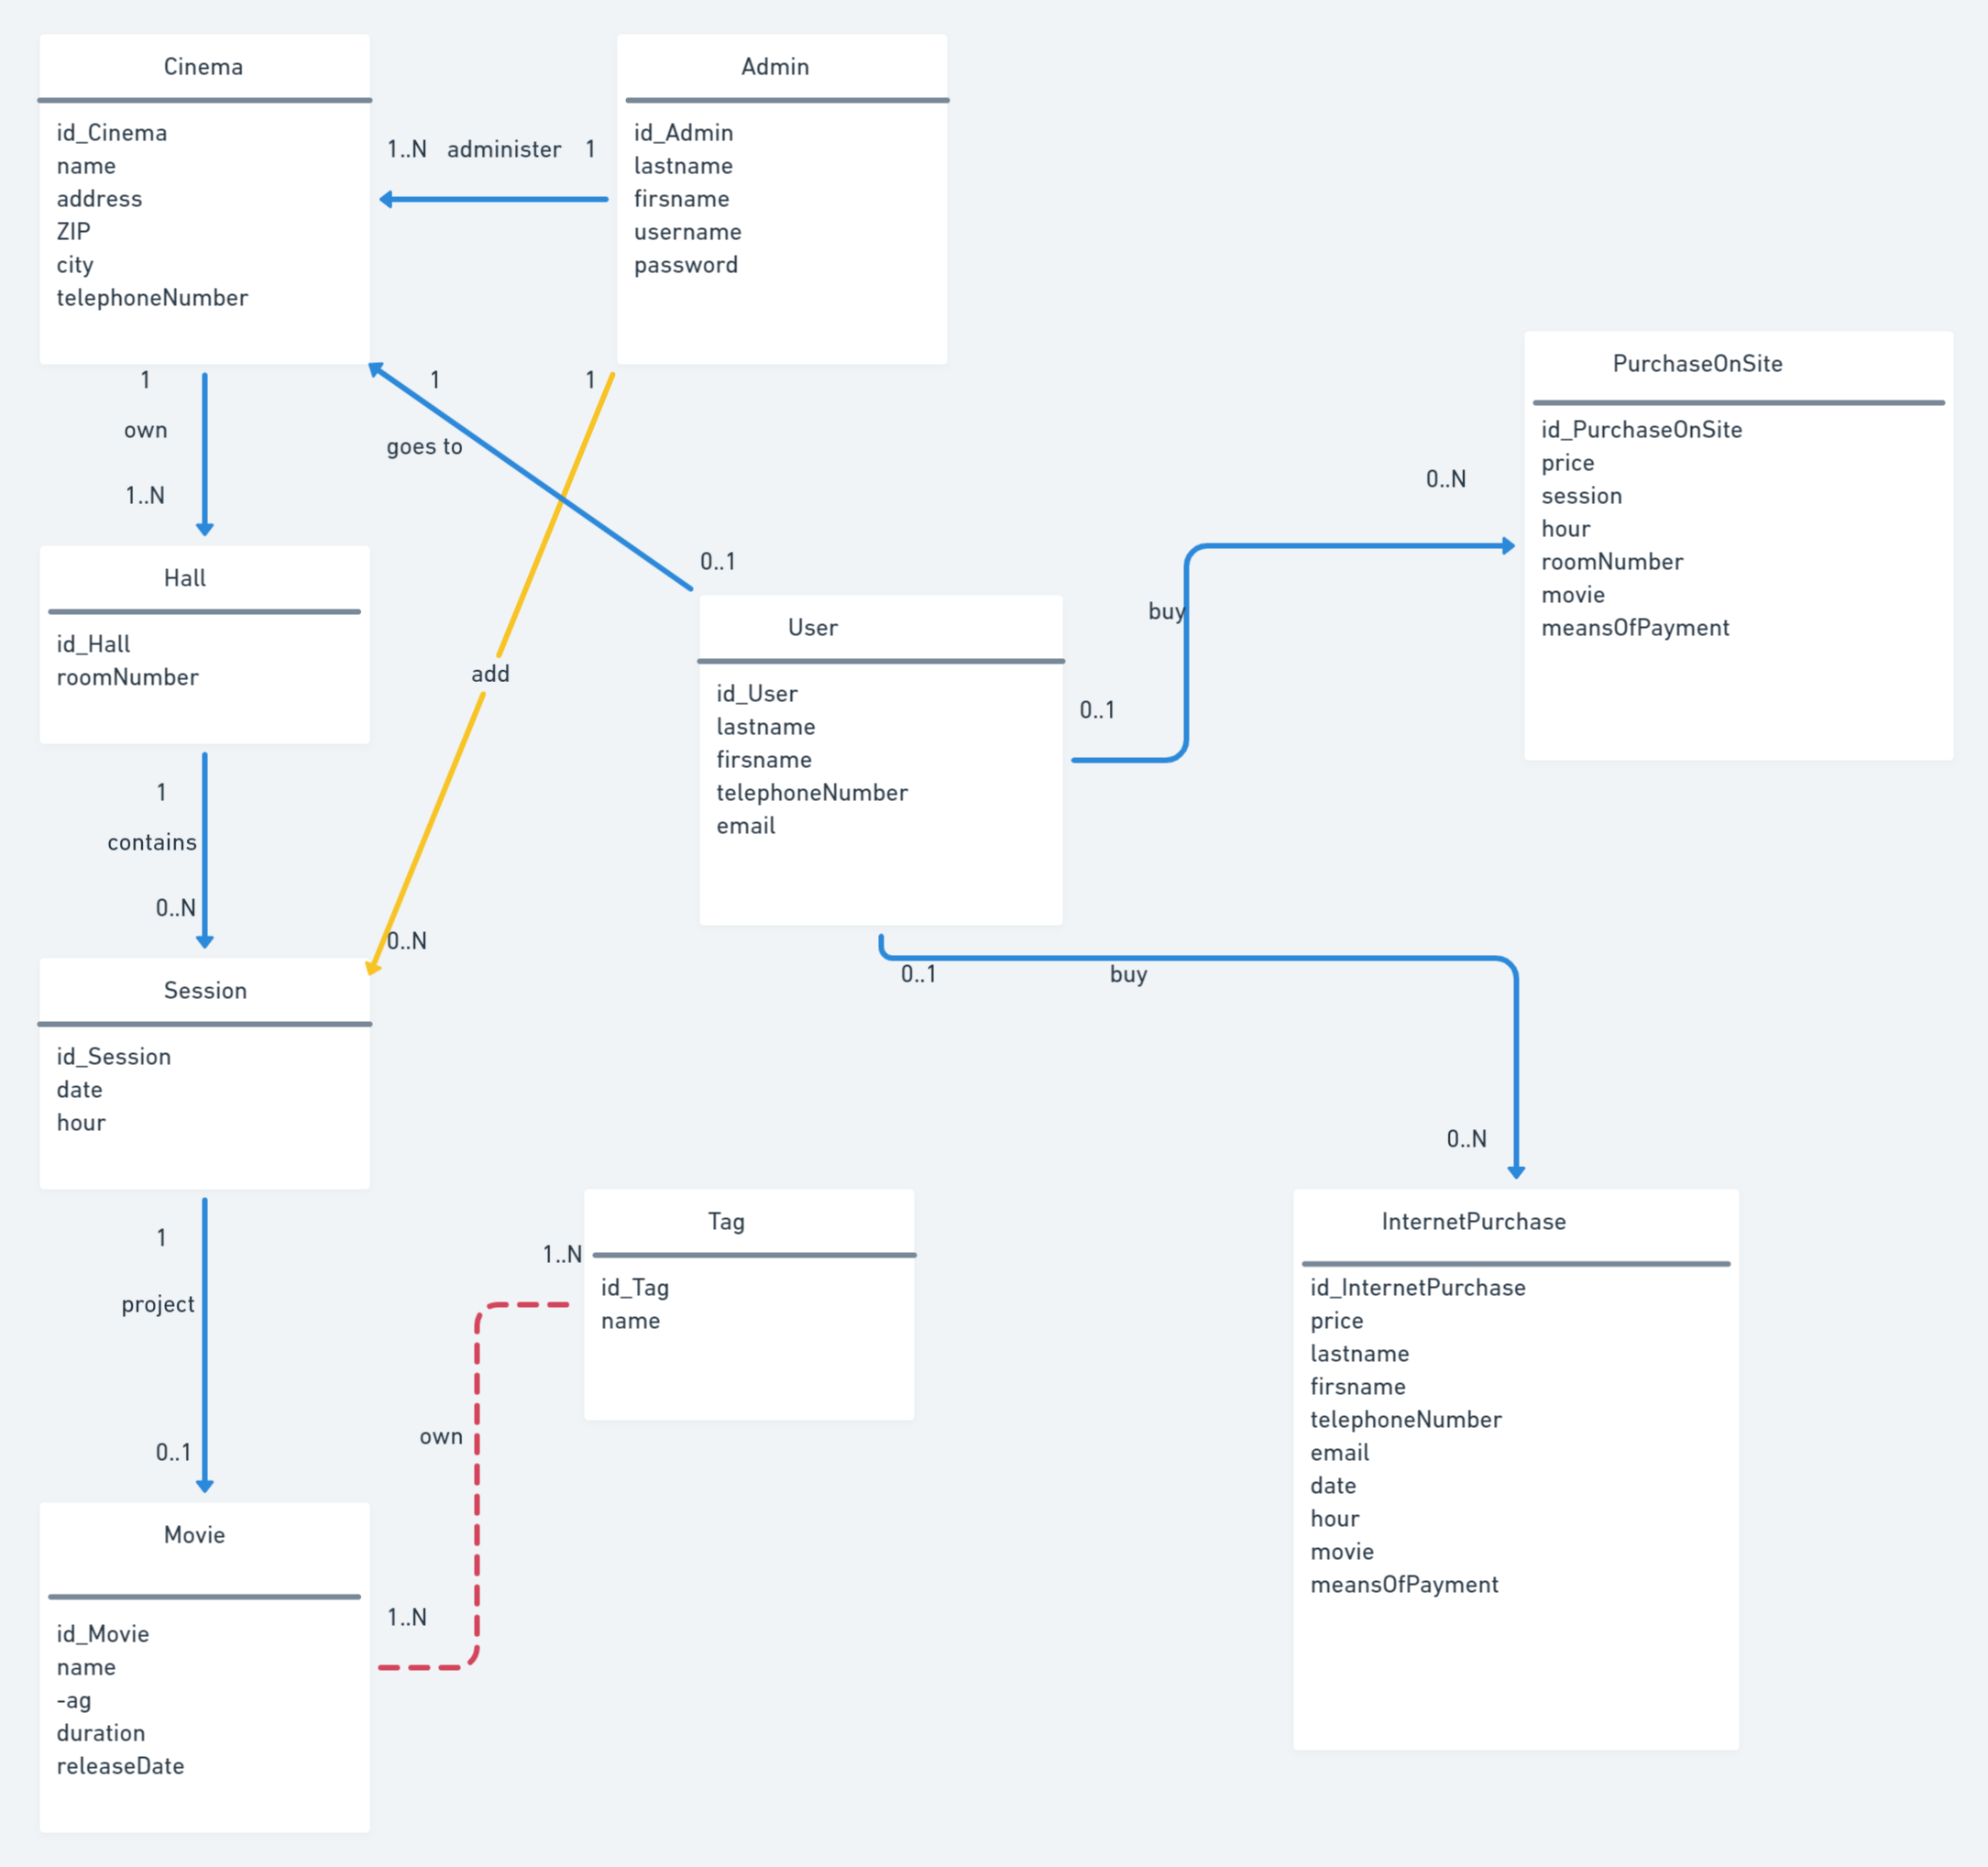 Cinema
id_Cinema
name
address
ZIP
city
telephoneNumber
1..N administer 1
Admin
id_Admin
lastname
firsname
username
password
1
own
1..N
1
goes to
0..1
1
add
0..N
Hall
id_Hall
roomNumber
1
contains
0..N
User
id_User
lastname
firsname
telephoneNumber
email
0..1
buy
0..N
PurchaseOnSite
id_PurchaseOnSite
price
session
hour
roomNumber
movie
meansOfPayment
0..1
buy
0..N
Session
id_Session
date
hour
1
project
0..1
Tag
id_Tag
name
1..N
own
1..N
Movie
id_Movie
name
-ag
duration
releaseDate
InternetPurchase
id_InternetPurchase
price
lastname
firsname
telephoneNumber
email
date
hour
movie
meansOfPayment